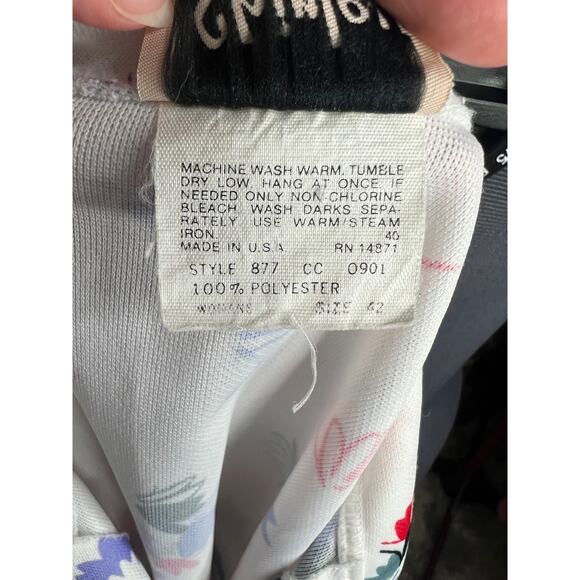 MACHINE WASH WARM. TUMBLE
DRY LOW. HANG AT ONCE. IF
NEEDED ONLY NON CHLORINE
BLEACH. WASH DARKS SEPA-
RATELY. USE WARM/STEAM
IRON. 40
MADE IN U.S.A RN 14871
STYLE 877 CC 0901
100% POLYESTER
WOMANS SIZE 42